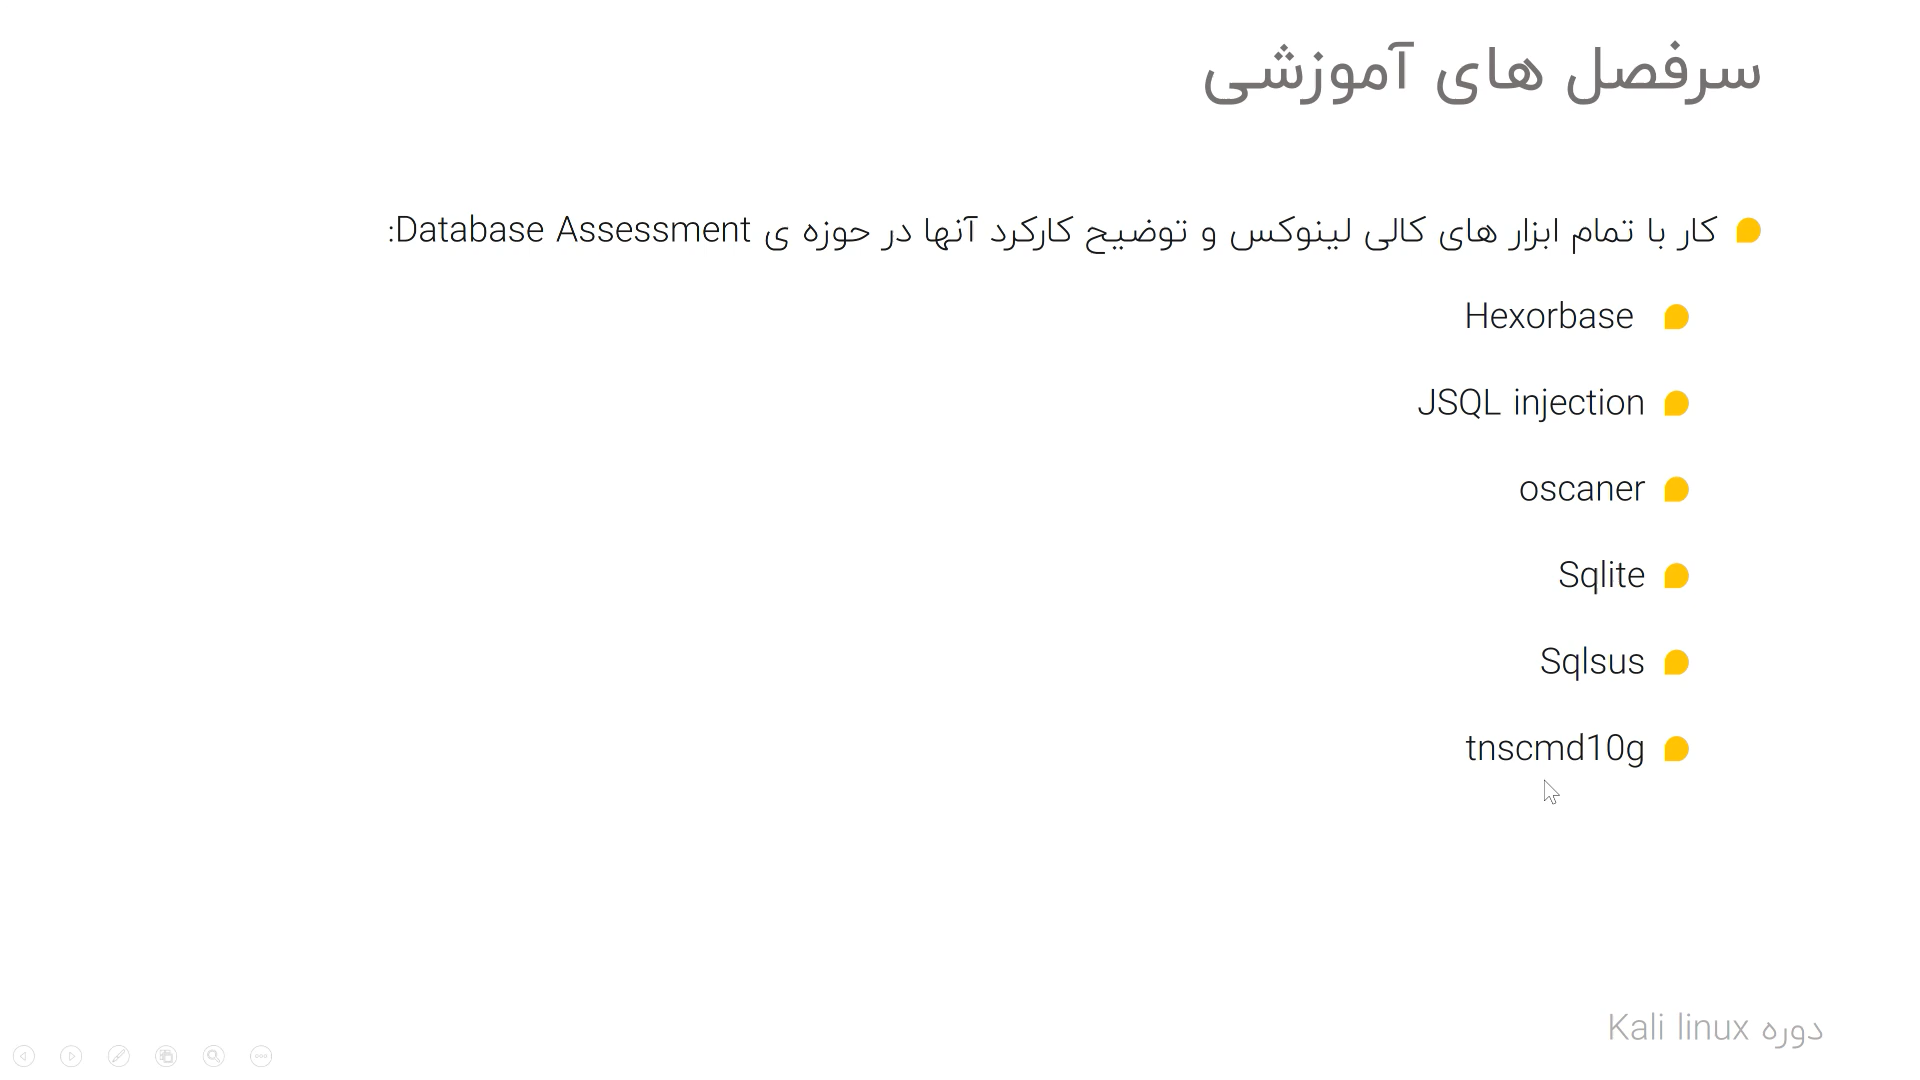 سرفصل های آموزشی
کار با تمام ابزار های کالی لینوکس و توضیح کارکرد آنها در حوزه ی Database Assessment:
Hexorbase
JSQL injection
oscaner
Sqlite
Sqlsus
tnscmd10g
دوره Kali linux